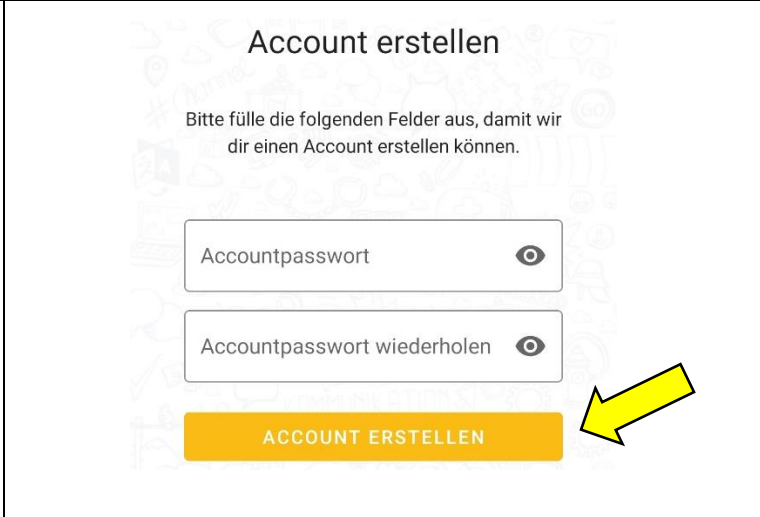 Account erstellen
Bitte fülle die folgenden Felder aus, damit wir
dir einen Account erstellen können.
Accountpasswort
Accountpasswort wiederholen
ACCOUNT ERSTELLEN